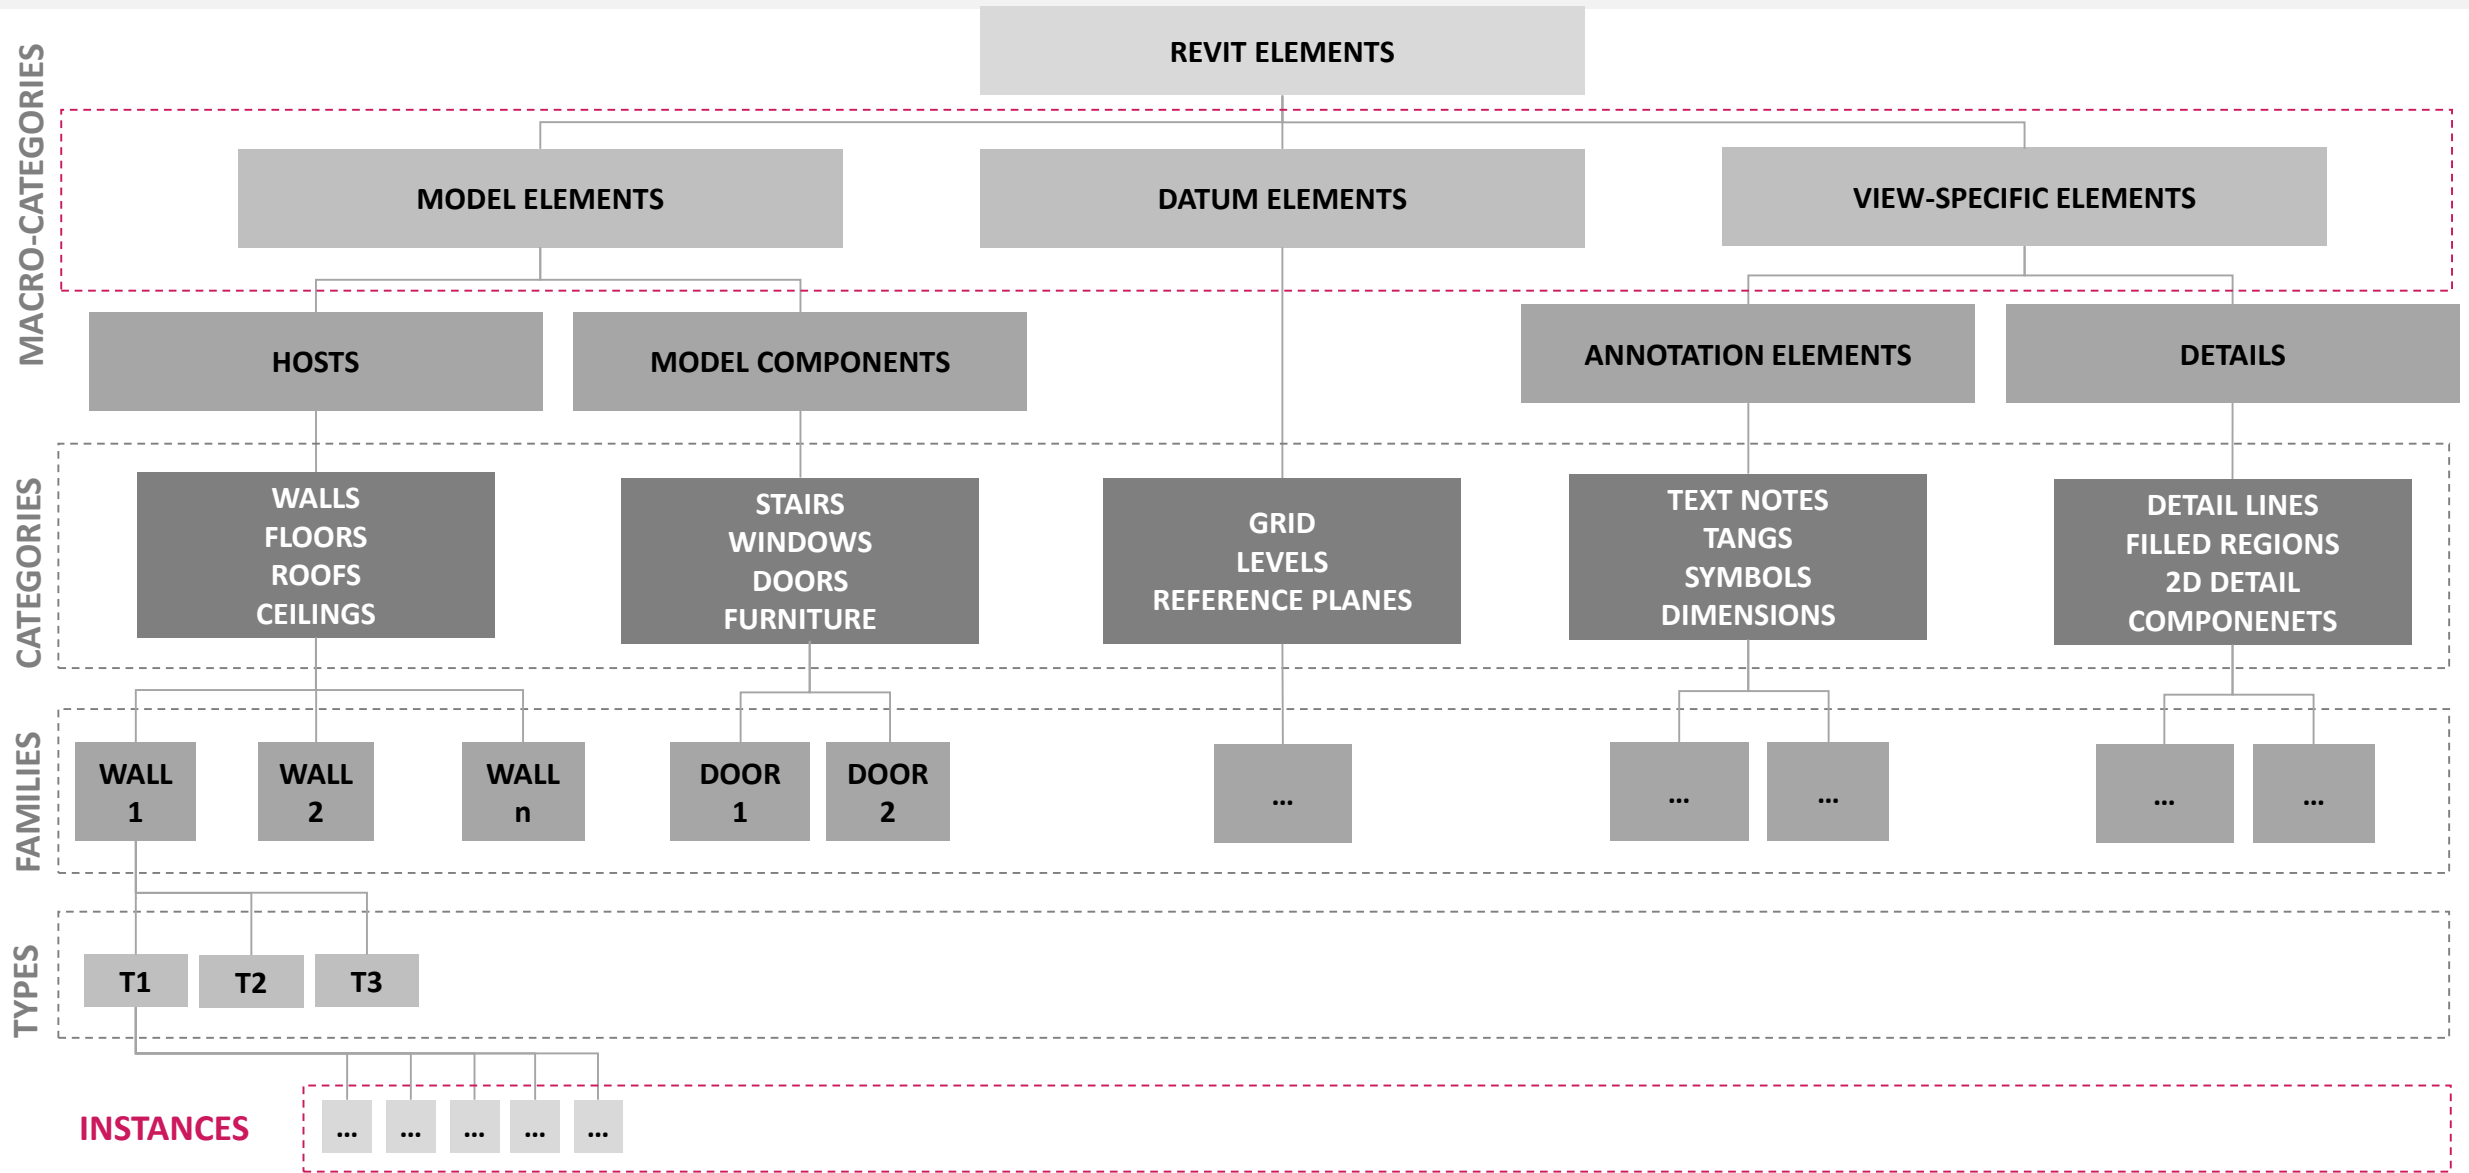 REVIT ELEMENTS
MACRO-CATEGORIES
MODEL ELEMENTS
DATUM ELEMENTS
VIEW-SPECIFIC ELEMENTS
HOSTS
MODEL COMPONENTS
ANNOTATION ELEMENTS
DETAILS
CATEGORIES
WALLS
FLOORS
ROOFS
CEILINGS
STAIRS
WINDOWS
DOORS
FURNITURE
GRID
LEVELS
REFERENCE PLANES
TEXT NOTES
TANGS
SYMBOLS
DIMENSIONS
DETAIL LINES
FILLED REGIONS
2D DETAIL
COMPONENETS
FAMILIES
WALL
1
WALL
2
WALL
n
DOOR
1
DOOR
2
...
...
...
...
...
TYPES
T1
T2
T3
INSTANCES
...
...
...
...
...